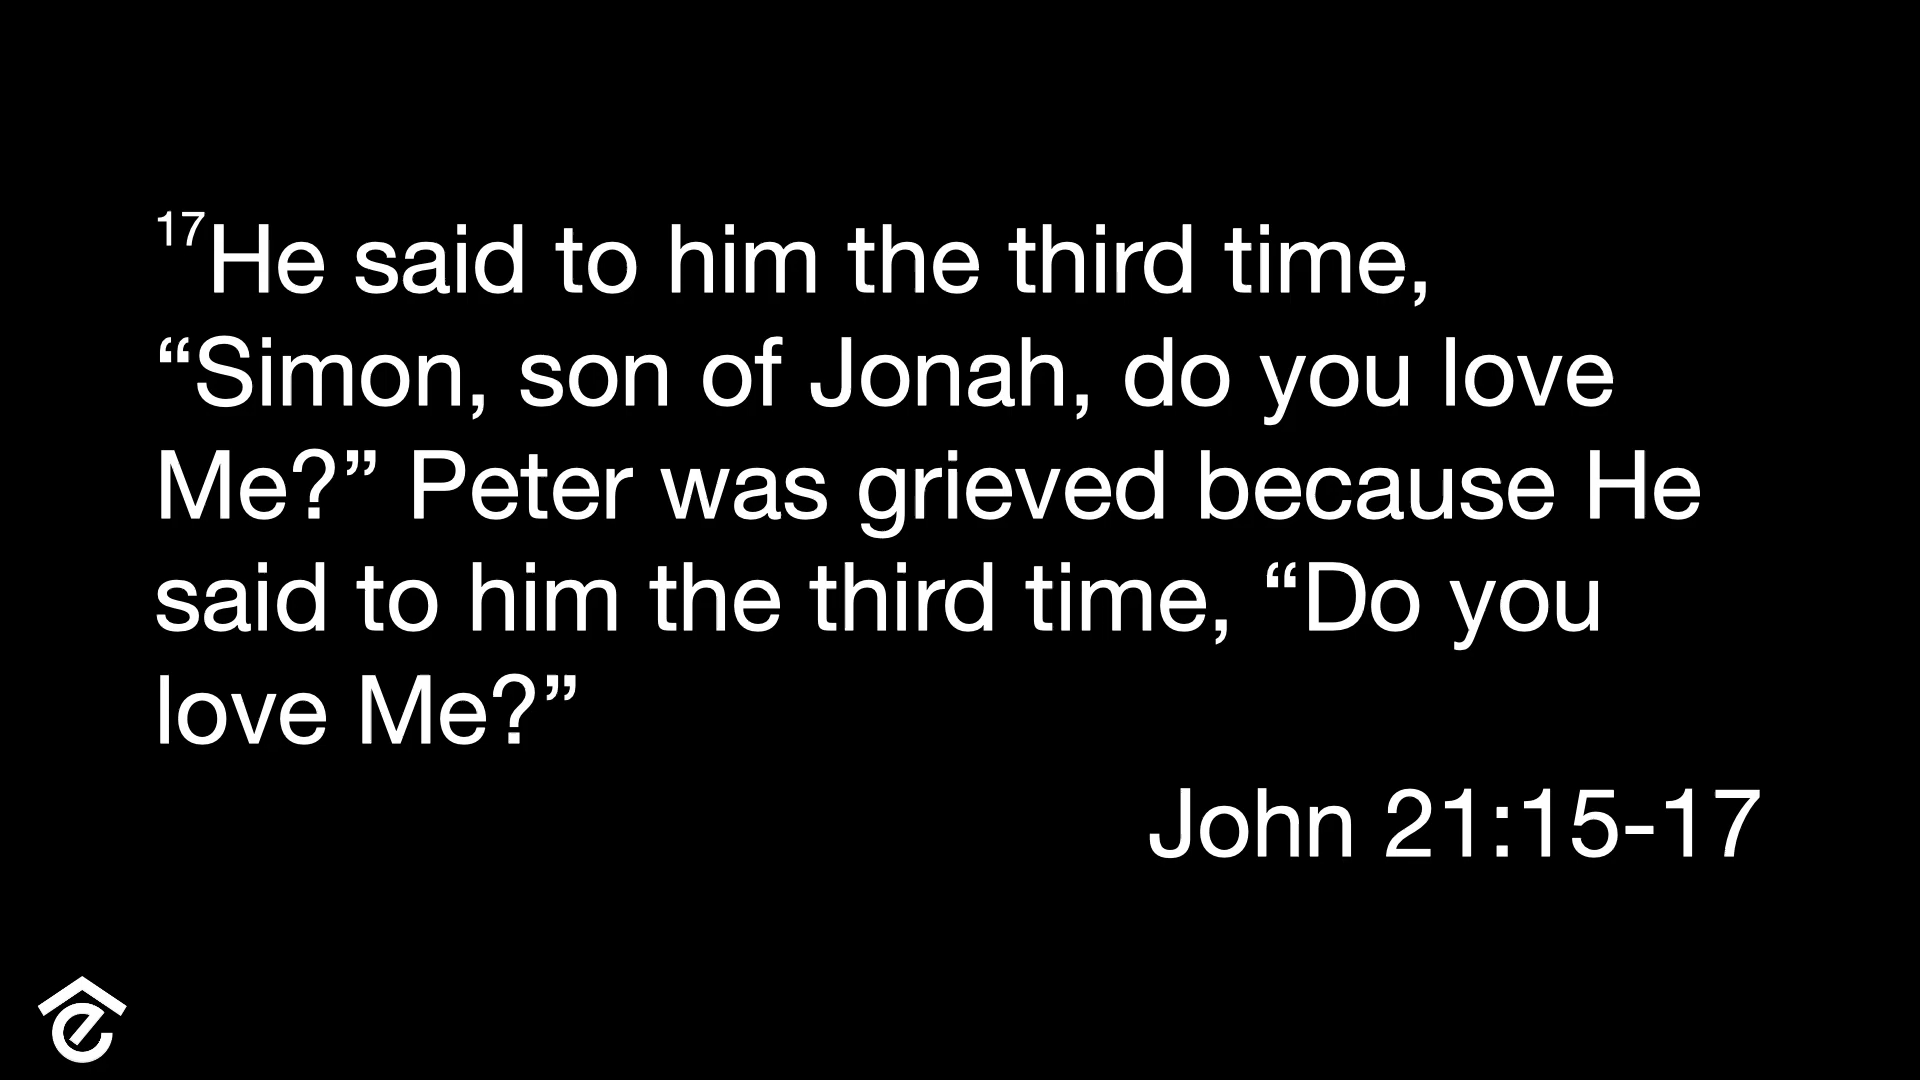 17He said to him the third time,
“Simon, son of Jonah, do you love
Me?” Peter was grieved because He
said to him the third time, “Do you
love Me?”
John 21:15-17
e